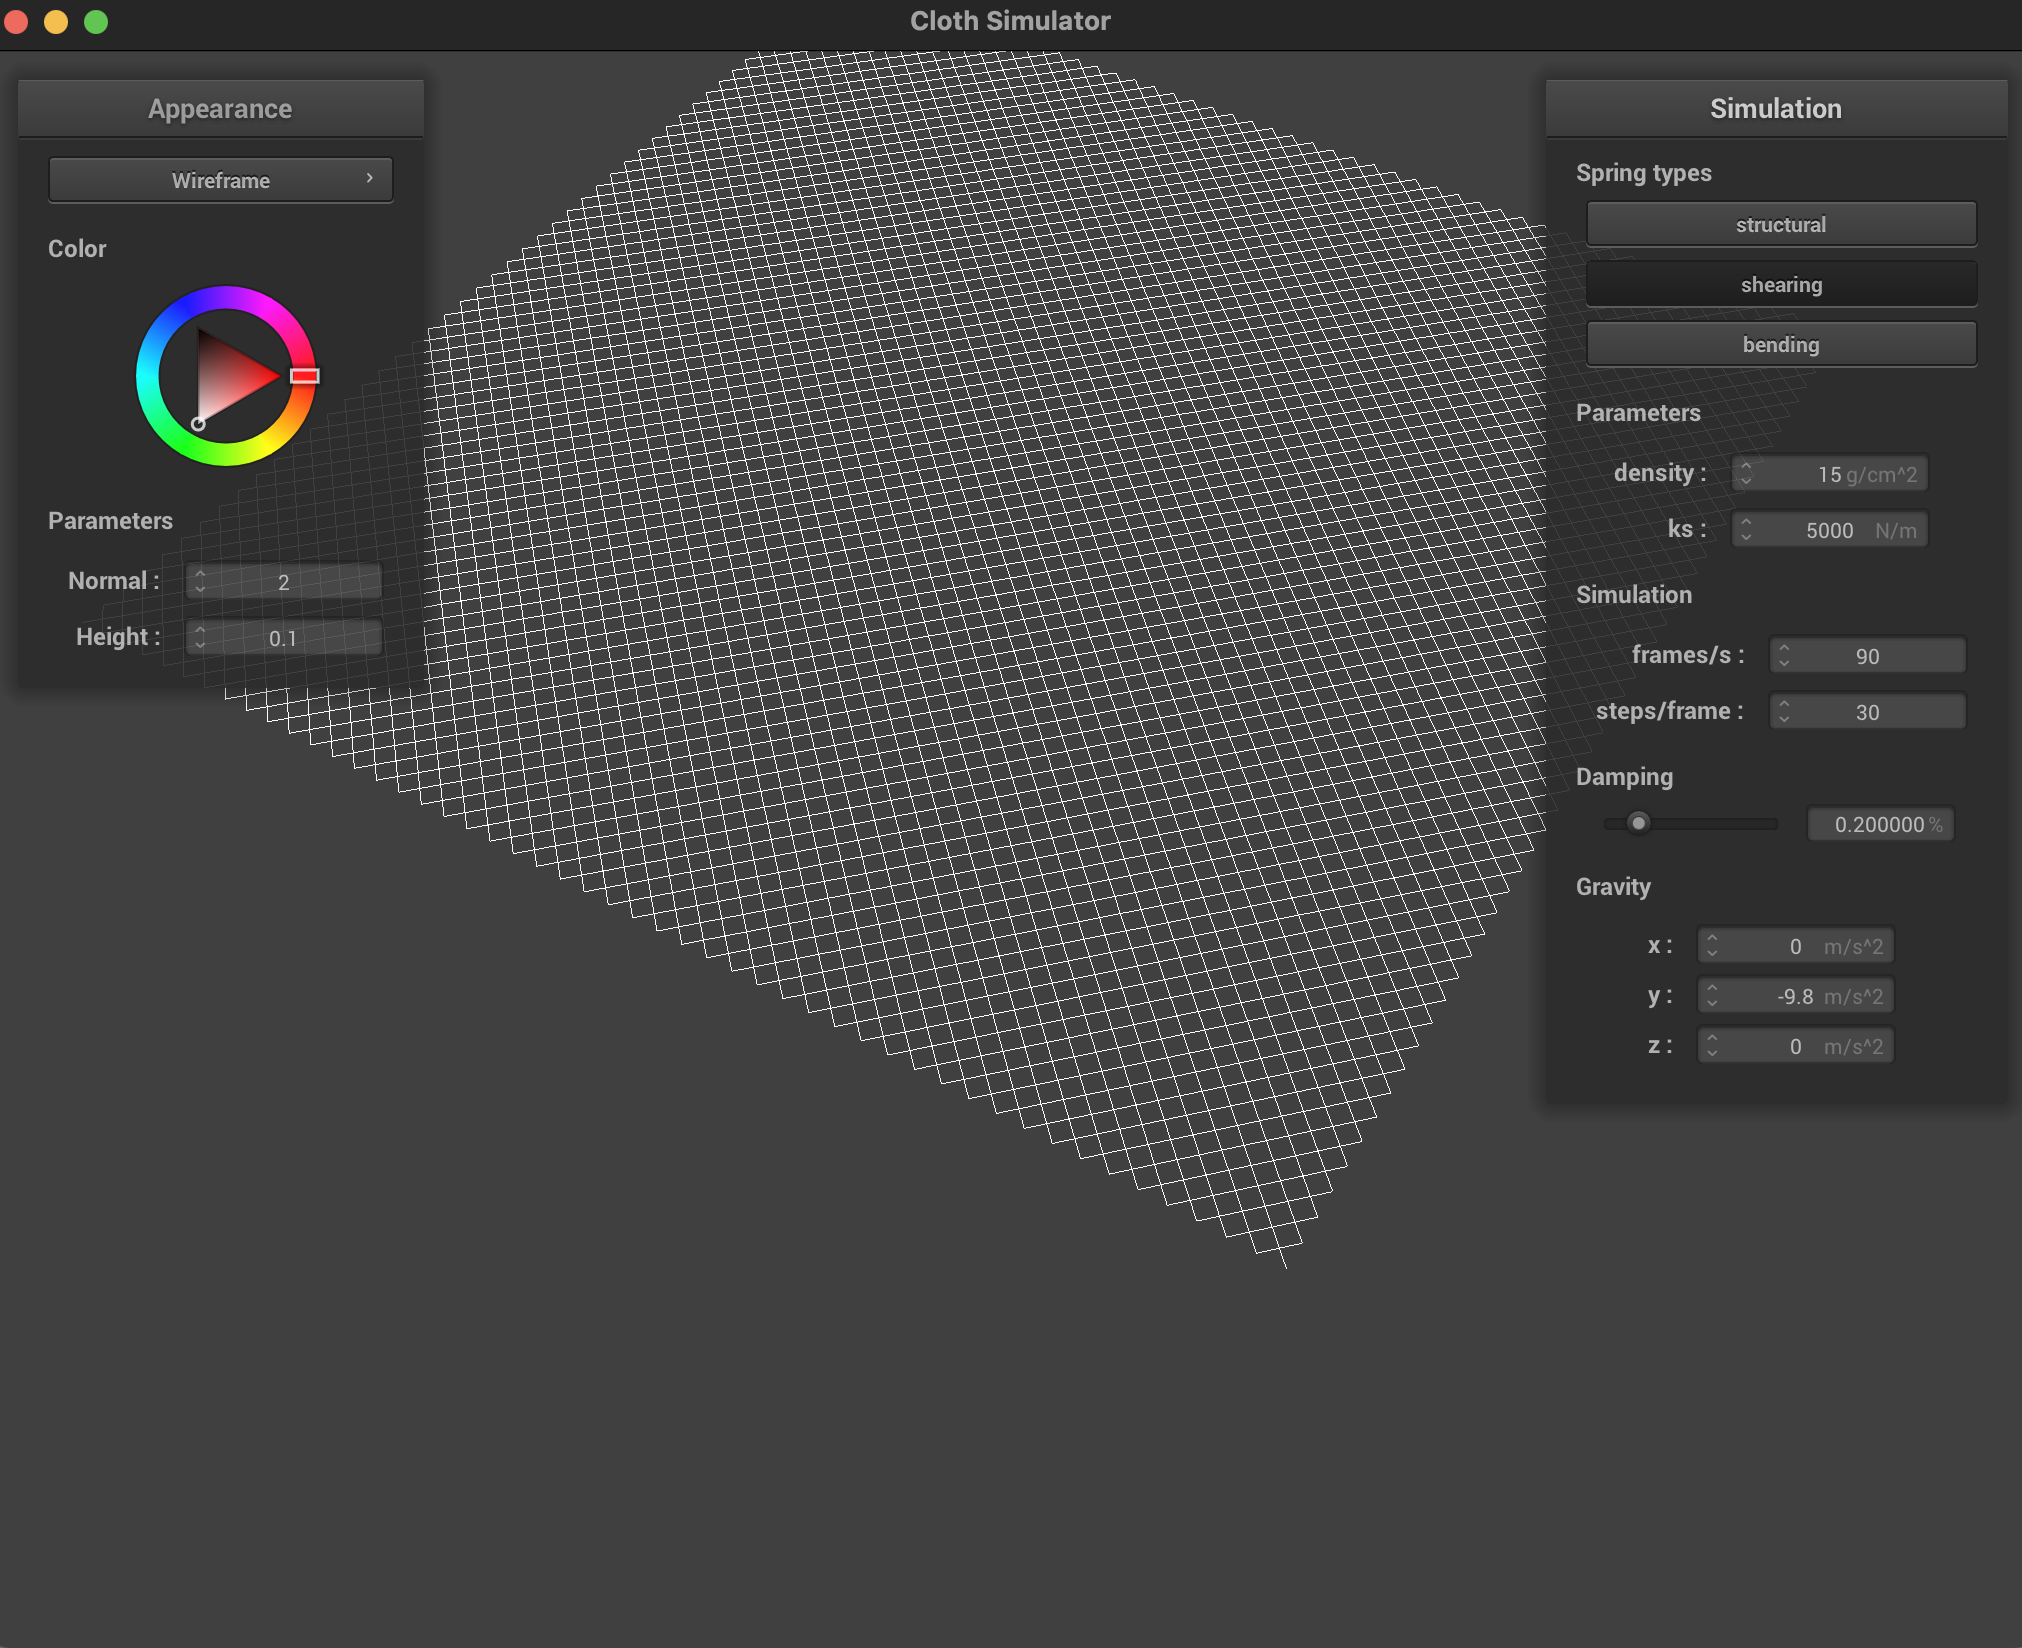 Cloth Simulator
Appearance
Wireframe
Color
Parameters
Normal : 2
Height : 0.1
Simulation
Spring types
structural
shearing
bending
Parameters
density : 15 g/cm^2
ks : 5000 N/m
Simulation
frames/s : 90
steps/frame : 30
Damping
0.200000 %
Gravity
x : 0 m/s^2
y : -9.8 m/s^2
z : 0 m/s^2